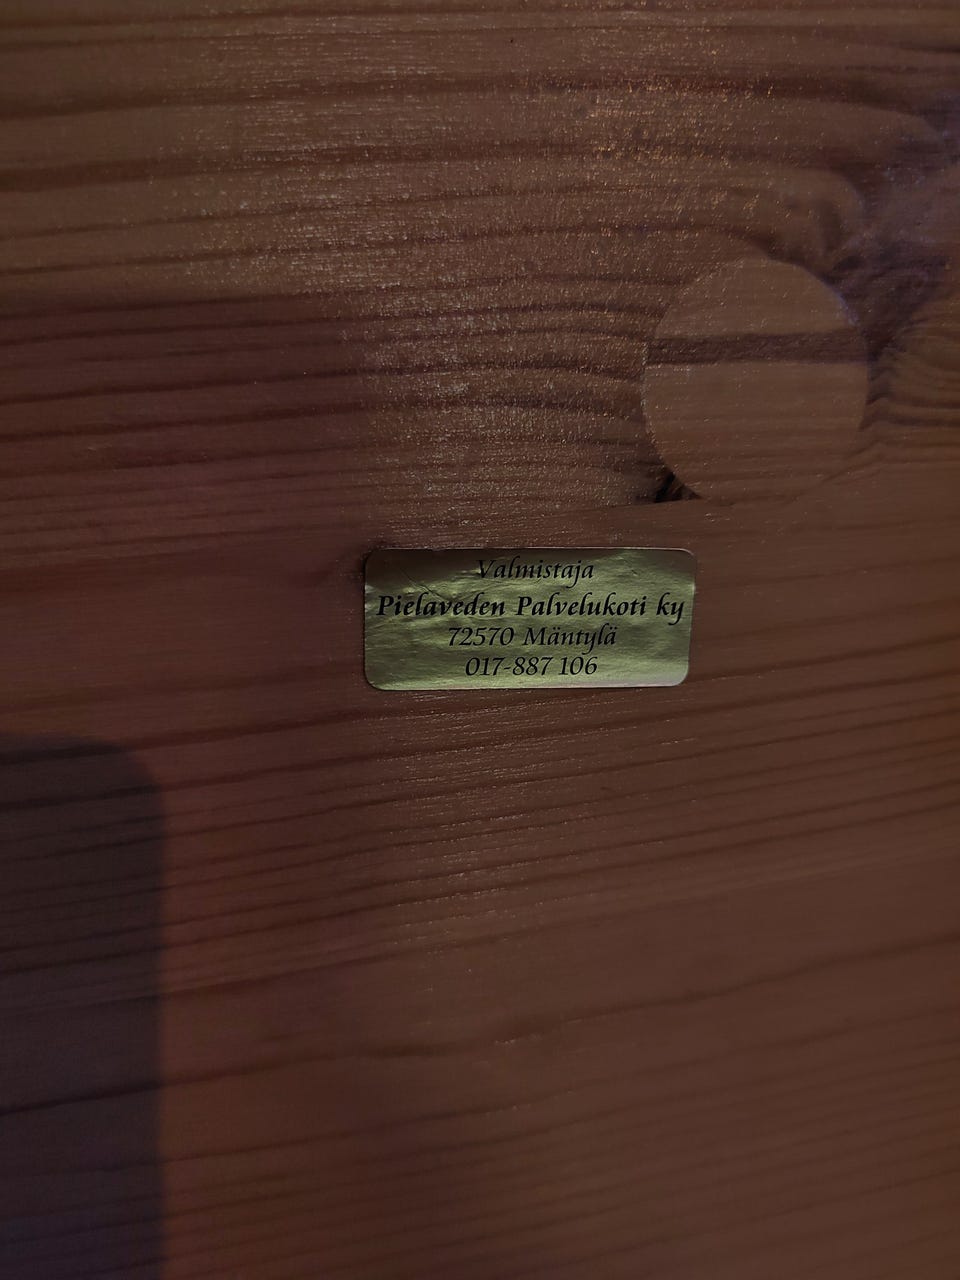 Valmistaja
Pielaveden Palvelukoti ky
72570 Mäntylä
017-887 106